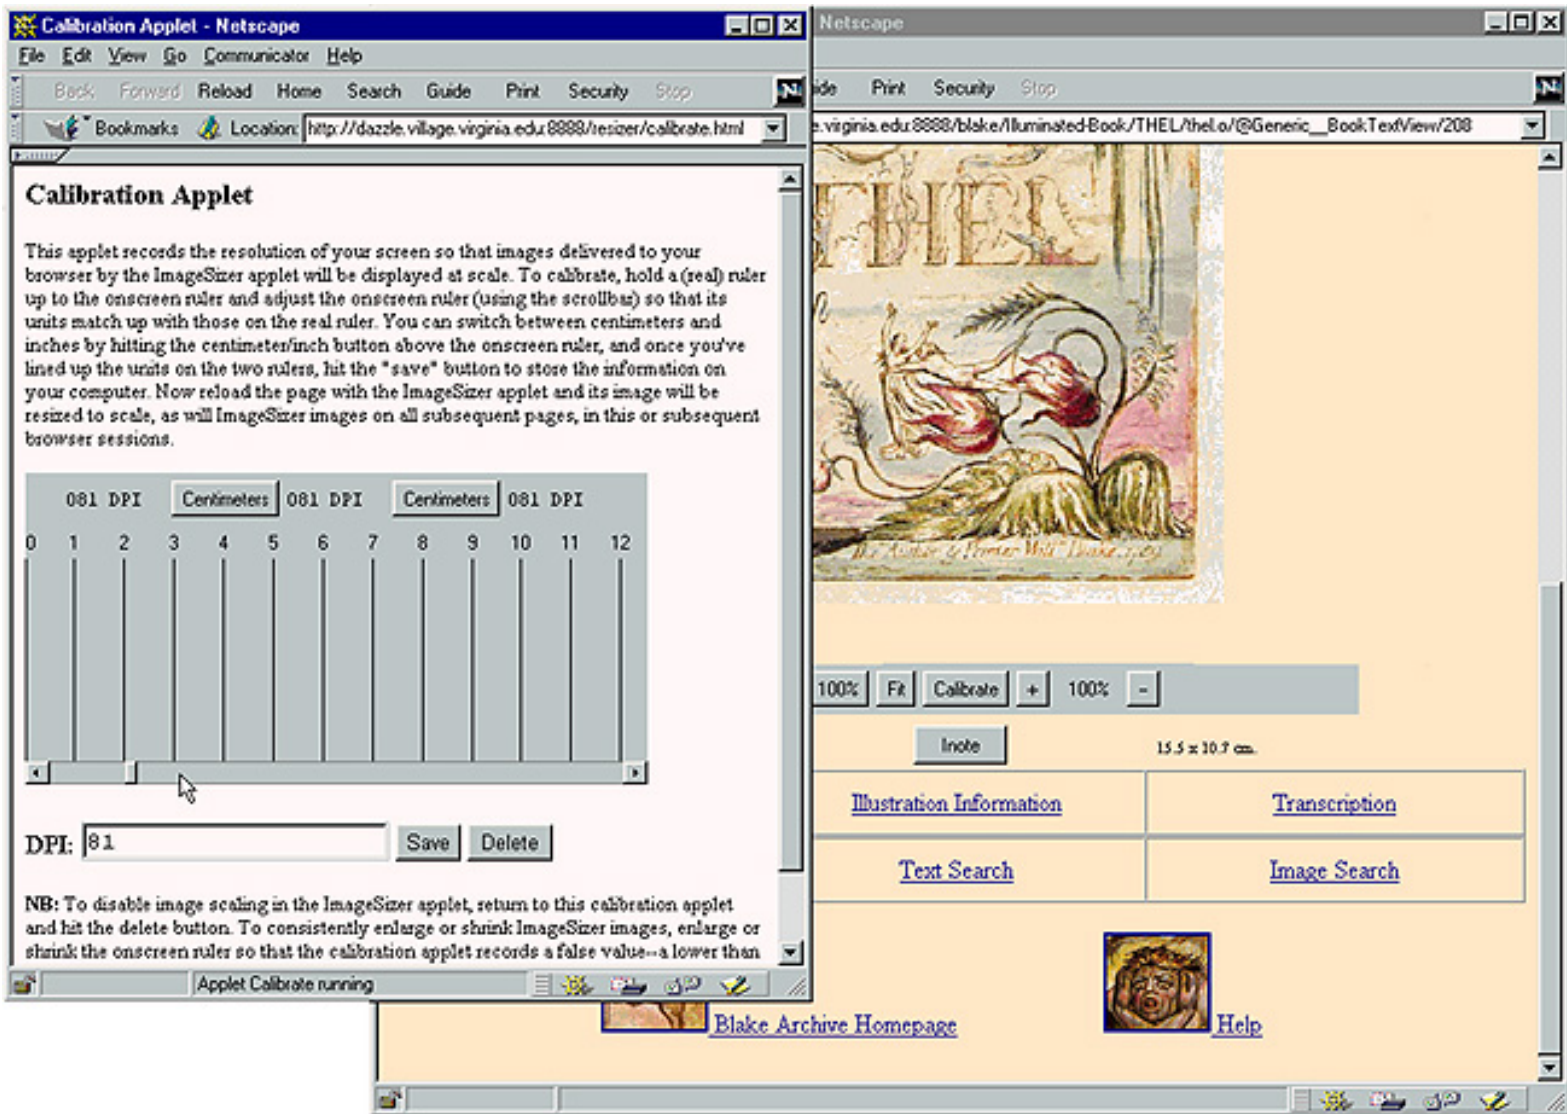 Calibration Applet - Netscape
File Edit View Go Communicator Help
Back Forward Reload Home Search Guide Print Security Stop
Bookmarks Location: http://dazzle.village.virginia.edu:8888/resizer/calibrate.html
Calibration Applet
This applet records the resolution of your screen so that images delivered to your
browser by the ImageSizer applet will be displayed at scale. To calibrate, hold a (real) ruler
up to the onscreen ruler and adjust the onscreen ruler (using the scrollbar) so that its
units match up with those on the real ruler. You can switch between centimeters and
inches by hitting the centimeter/inch button above the onscreen ruler, and once you've
lined up the units on the two rulers, hit the "save" button to store the information on
your computer. Now reload the page with the ImageSizer applet and its image will be
resized to scale, as will ImageSizer images on all subsequent pages, in this or subsequent
browser sessions.
081 DPI Centimeters 081 DPI Centimeters 081 DPI
0 1 2 3 4 5 6 7 8 9 10 11 12
DPI: 81 Save Delete
NB: To disable image scaling in the ImageSizer applet, return to this calibration applet
and hit the delete button. To consistently enlarge or shrink ImageSizer images, enlarge or
shrink the onscreen ruler so that the calibration applet records a false value--a lower than
Applet Calibrate running
Netscape
ide Print Security Stop
e.virginia.edu:8888/blake/Illuminated-Book/THEL/thel.o/@Generic__BookTextView/208
THEL
The Author & Printer Will.m Blake. 1789
100% Fit Calibrate + 100% -
Inote 15.5 x 10.7 cm.
Illustration Information Transcription
Text Search Image Search
Blake Archive Homepage Help